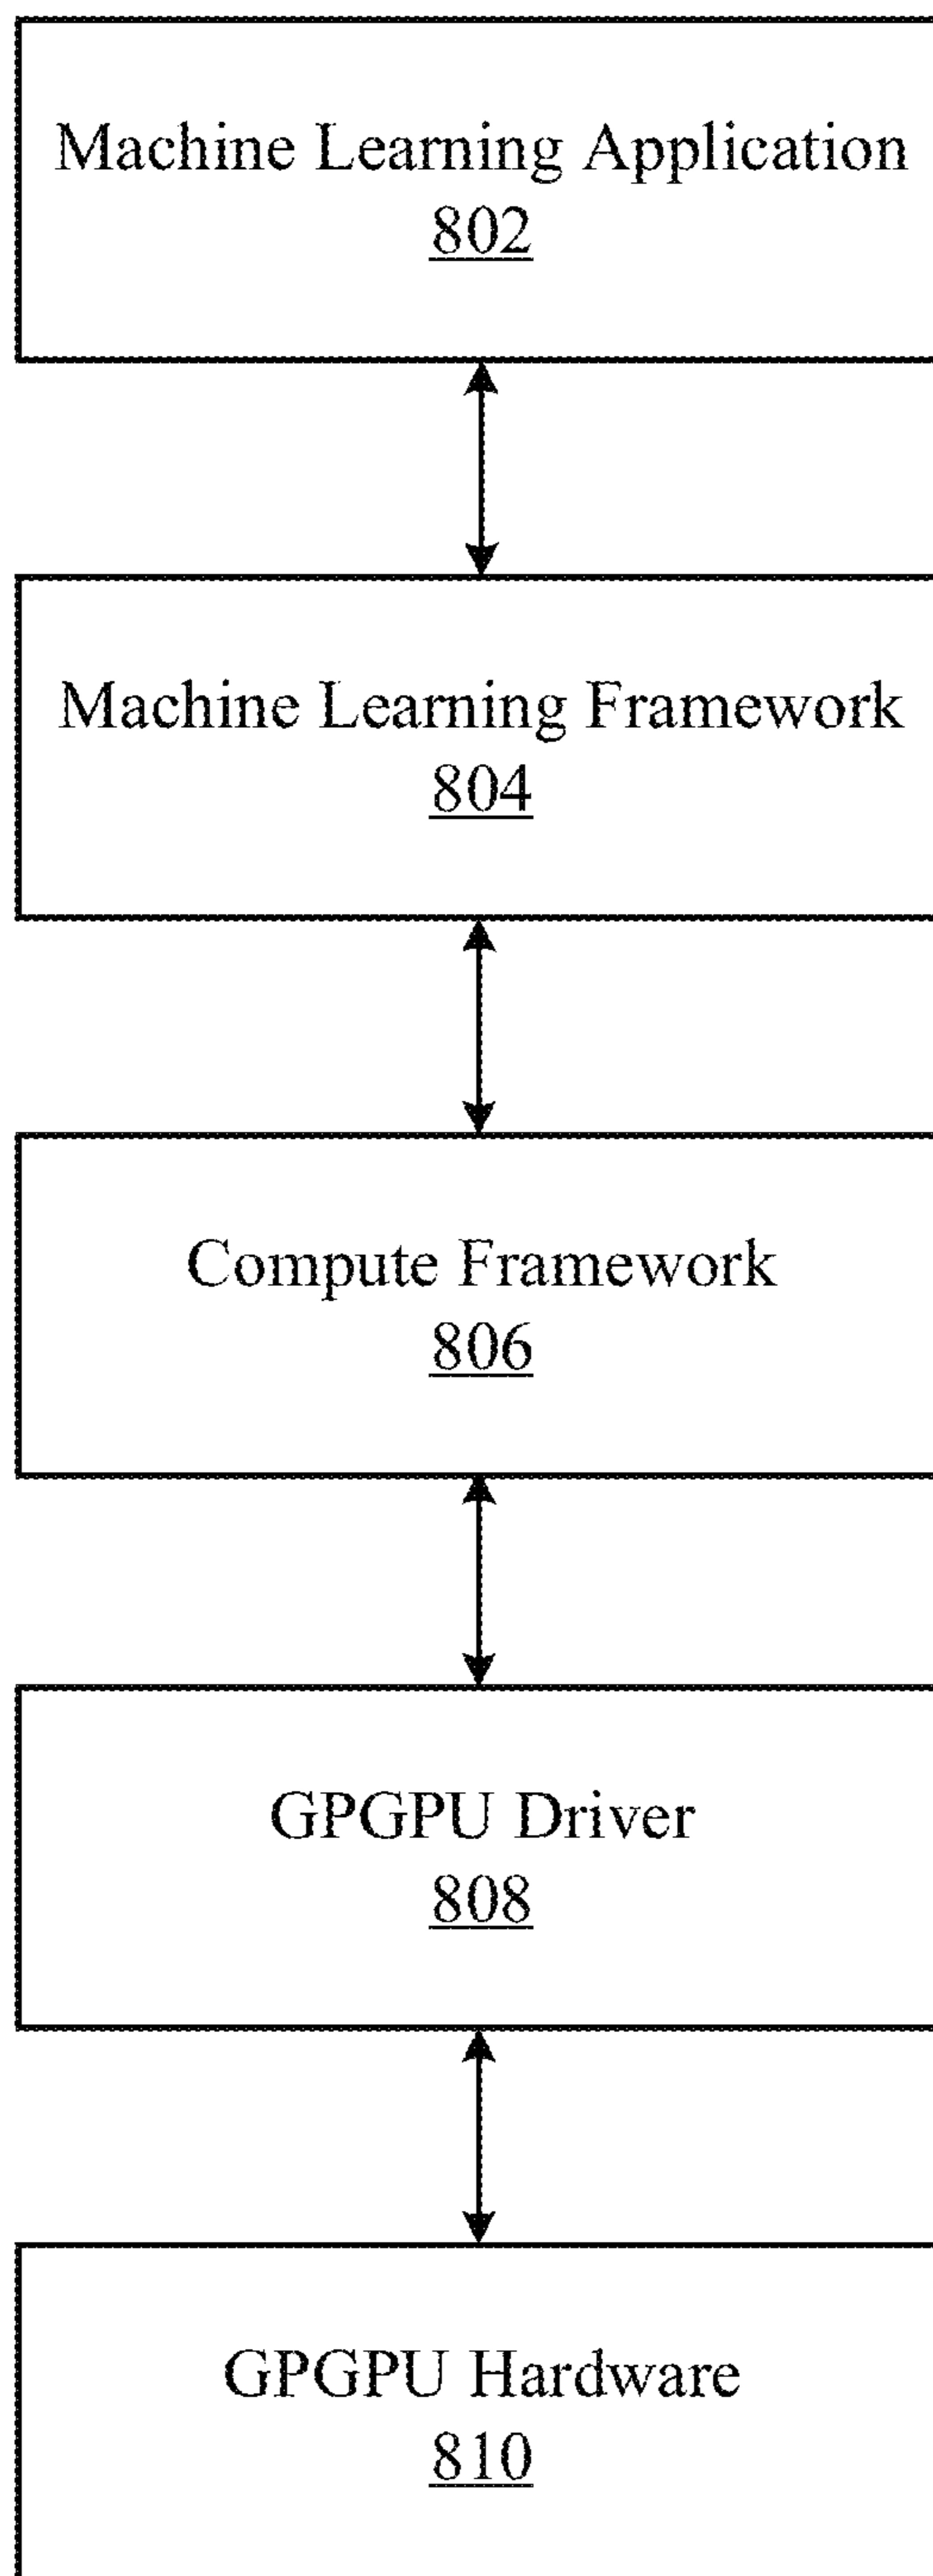 Machine Learning Application
802
Machine Learning Framework
804
Compute Framework
806
GPGPU Driver
808
GPGPU Hardware
810